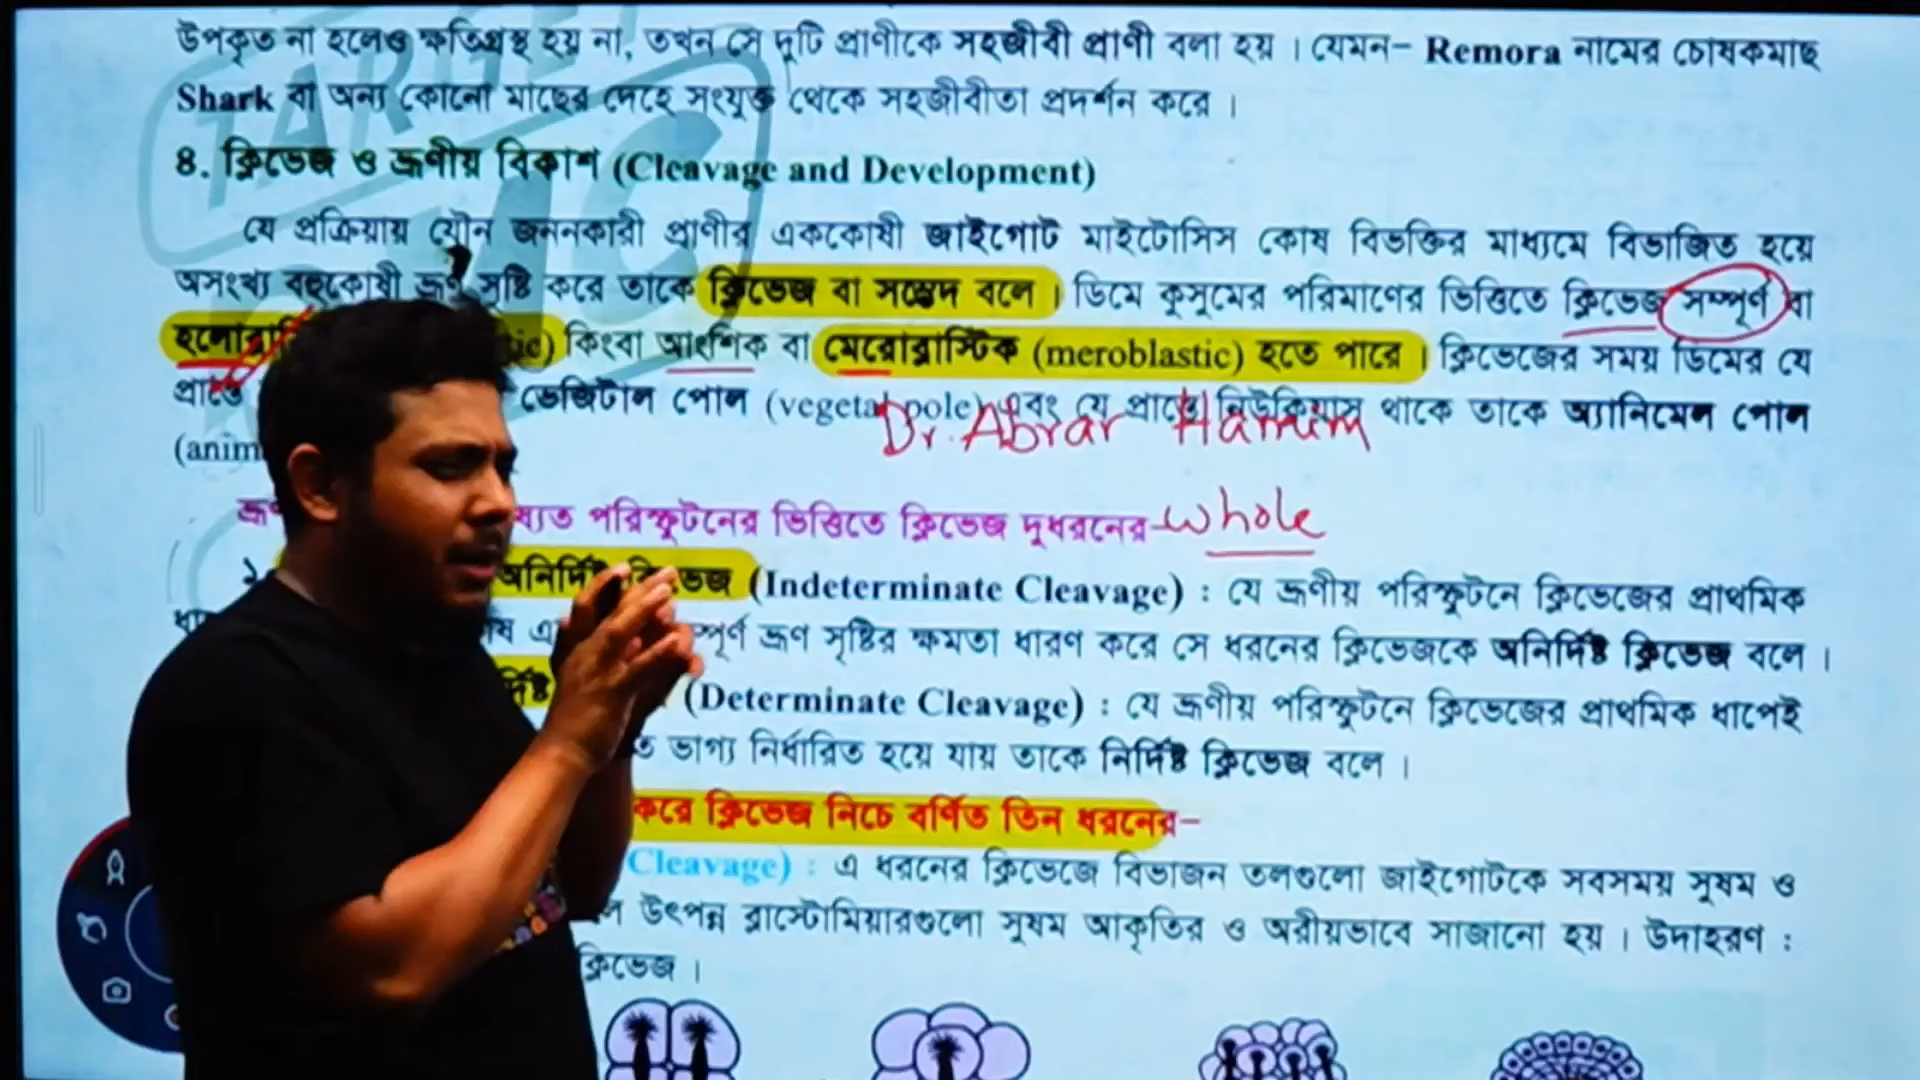 উপকৃত না হলেও ক্ষতিগ্রস্থ হয় না, তখন সে দুটি প্রাণীকে সহজীবী প্রাণী বলা হয় । যেমন– Remora নামের চোষকমাছ
Shark বা অন্য কোনো মাছের দেহে সংযুক্ত থেকে সহজীবীতা প্রদর্শন করে ।
৪. ক্লিভেজ ও ভ্রূণীয় বিকাশ (Cleavage and Development)
যে প্রক্রিয়ায় যৌন জননকারী প্রাণীর এককোষী জাইগোট মাইটোসিস কোষ বিভক্তির মাধ্যমে বিভাজিত হয়ে
অসংখ্য বহুকোষী ভ্রূণ সৃষ্টি করে তাকে ক্লিভেজ বা সম্ভেদ বলে । ডিমে কুসুমের পরিমাণের ভিত্তিতে ক্লিভেজ সম্পূর্ণ বা
কিংবা আংশিক বা মেরোব্লাস্টিক (meroblastic) হতে পারে । ক্লিভেজের সময় ডিমের যে
প্রান্তে ভেজিটাল পোল (vegetal pole) এবং যে প্রান্তে নিউক্লিয়াস থাকে তাকে অ্যানিমেল পোল
Dr. Abrar Hamim
পরিস্ফুটনের ভিত্তিতে ক্লিভেজ দুধরনের– whole
১. অনির্দিষ্ট ক্লিভেজ (Indeterminate Cleavage) : যে ভ্রূণীয় পরিস্ফুটনে ক্লিভেজের প্রাথমিক
ভ্রূণ সৃষ্টির ক্ষমতা ধারণ করে সে ধরনের ক্লিভেজকে অনির্দিষ্ট ক্লিভেজ বলে ।
(Determinate Cleavage) : যে ভ্রূণীয় পরিস্ফুটনে ক্লিভেজের প্রাথমিক ধাপেই
ভাগ্য নির্ধারিত হয়ে যায় তাকে নির্দিষ্ট ক্লিভেজ বলে ।
করে ক্লিভেজ নিচে বর্ণিত তিন ধরনের–
Cleavage) : এ ধরনের ক্লিভেজে বিভাজন তলগুলো জাইগোটকে সবসময় সুষম ও
উৎপন্ন ব্লাস্টোমিয়ারগুলো সুষম আকৃতির ও অরীয়ভাবে সাজানো হয় । উদাহরণ :
ক্লিভেজ ।